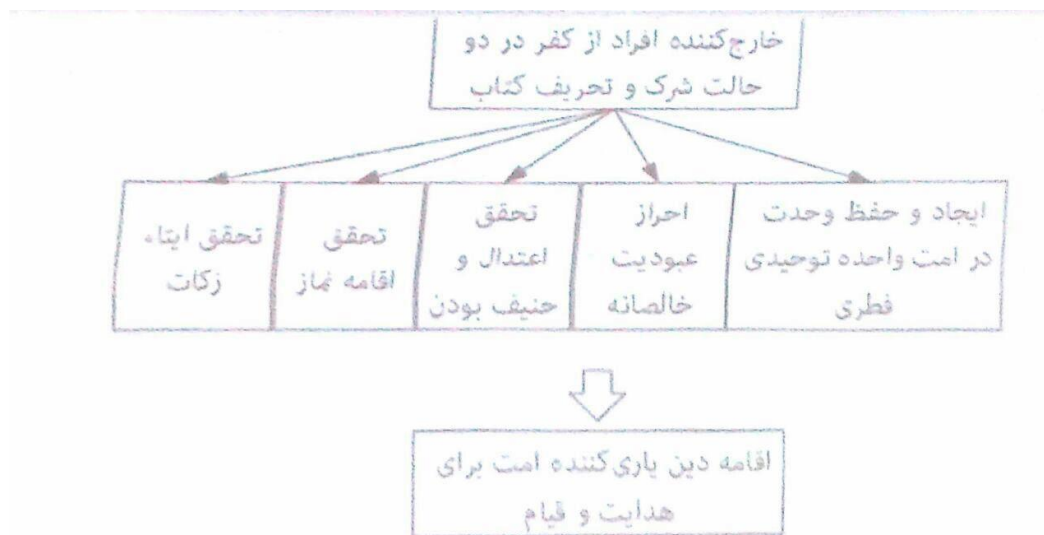 خارج‌کننده افراد از کفر در دو
حالت شرک و تحریف کتاب
ایجاد و حفظ وحدت
در امت واحده توحیدی
فطری
احراز
عبودیت
خالصانه
تحقق
اعتدال و
حنیف بودن
تحقق
اقامه نماز
تحقق ایتاء
زکات
اقامه دین یاری‌کننده امت برای
هدایت و قیام